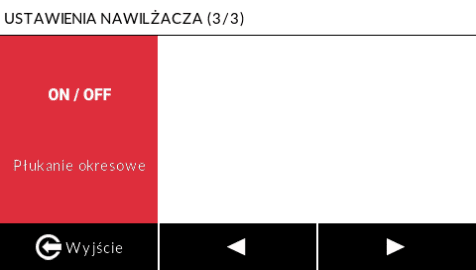 USTAWIENIA NAWILŻACZA (3/3)
ON / OFF
Płukanie okresowe
Wyjście